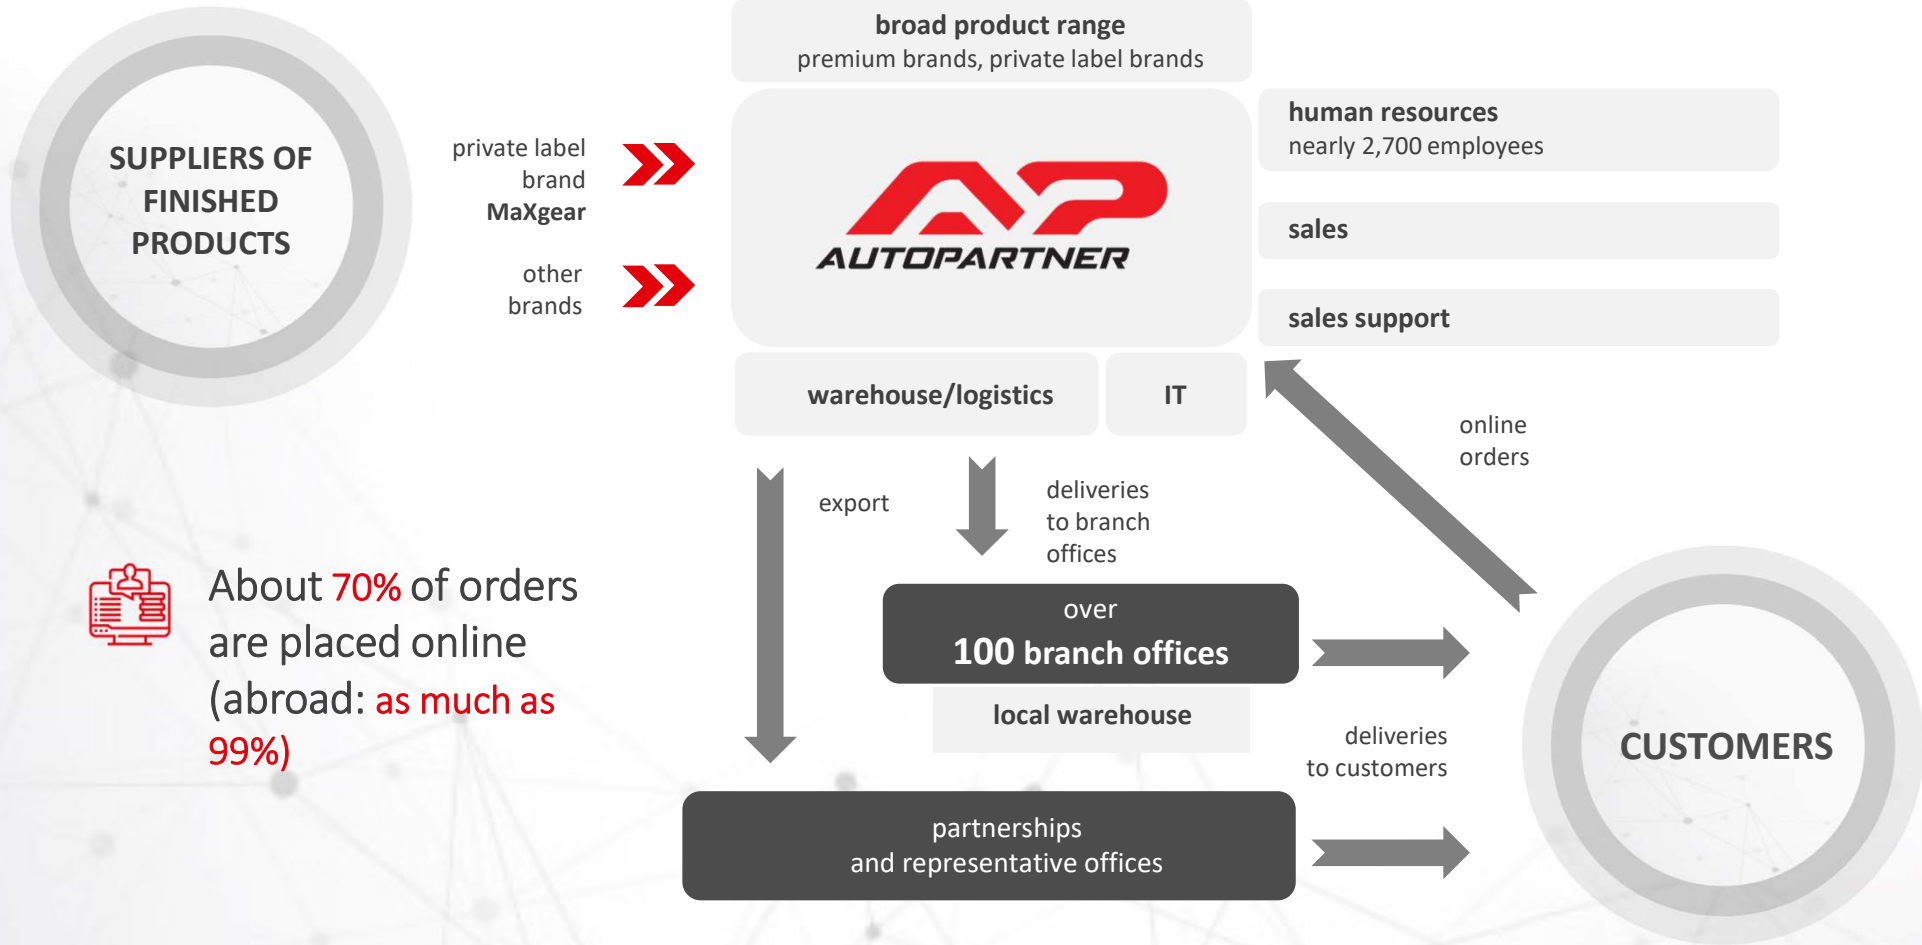 broad product range
premium brands, private label brands
SUPPLIERS OF
FINISHED
PRODUCTS
private label
brand
MaXgear
other
brands
AP
AUTOPARTNER
human resources
nearly 2,700 employees
sales
sales support
warehouse/logistics
IT
online
orders
export
deliveries
to branch
offices
About 70% of orders
are placed online
(abroad: as much as
99%)
over
100 branch offices
local warehouse
deliveries
to customers
CUSTOMERS
partnerships
and representative offices